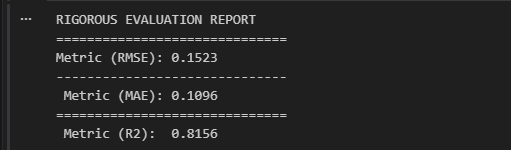 ...
RIGOROUS EVALUATION REPORT
==============================
Metric (RMSE): 0.1523
------------------------------
 Metric (MAE): 0.1096
==============================
 Metric (R2):  0.8156